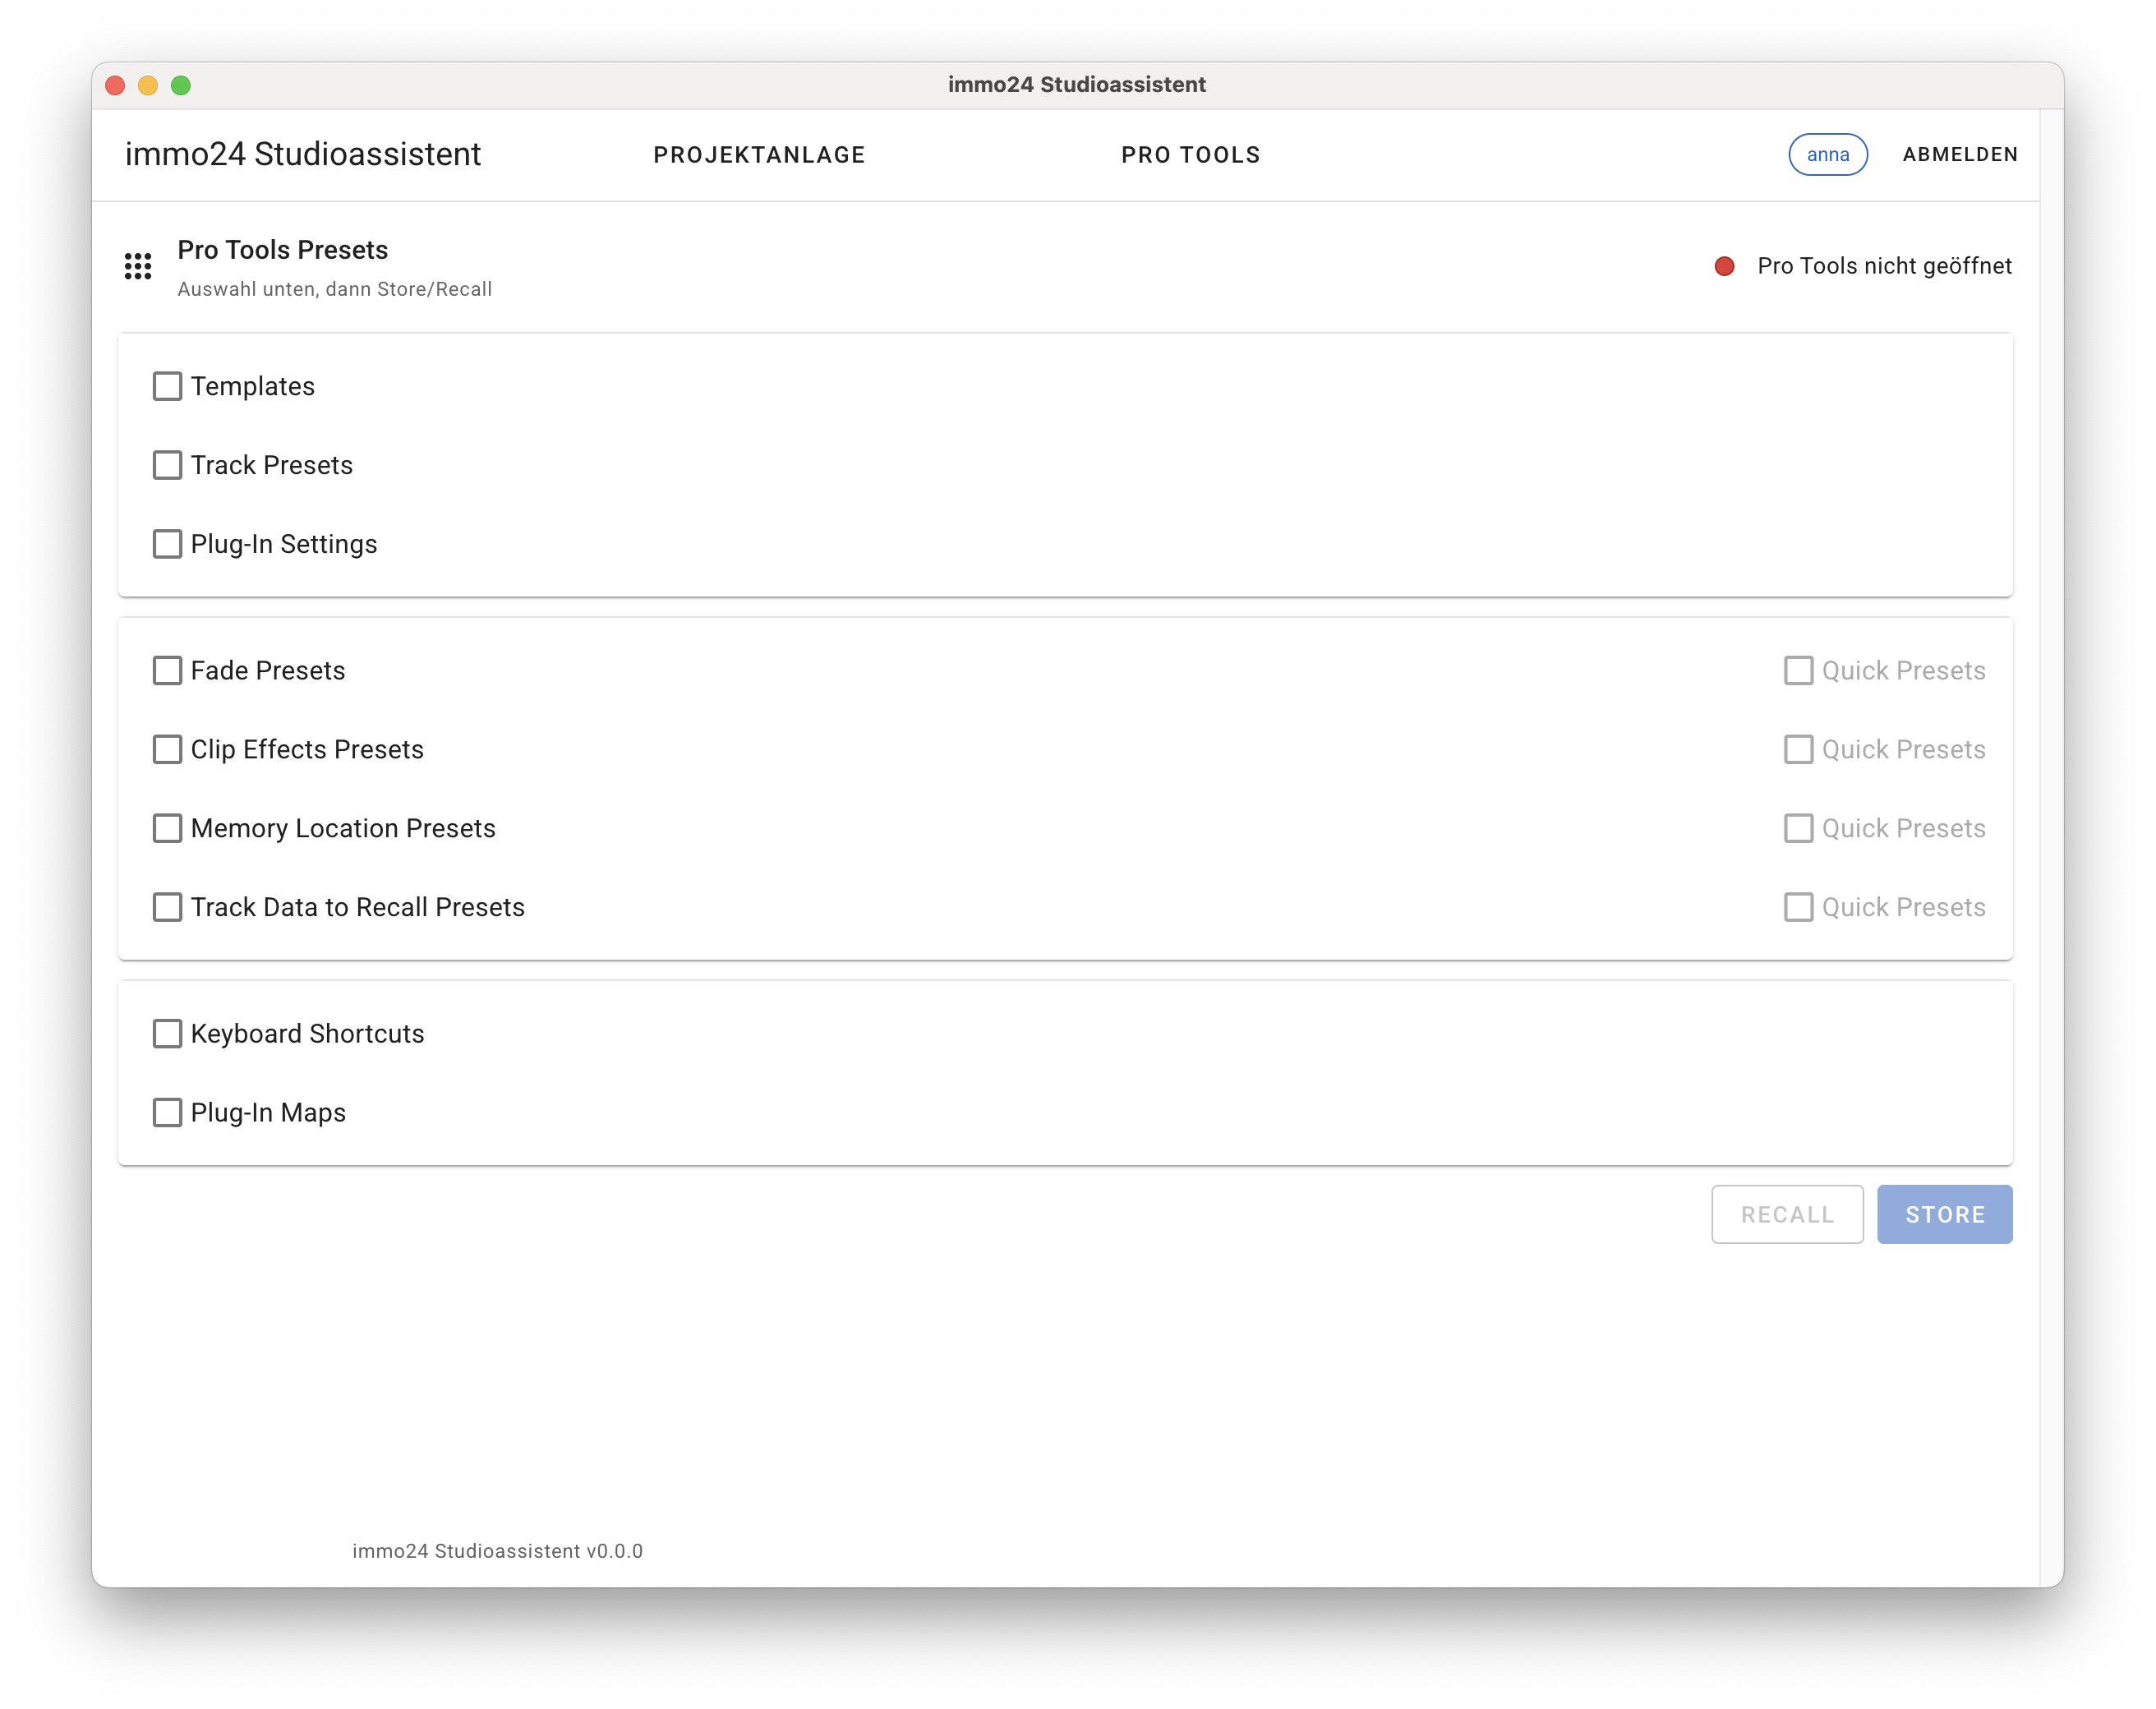 immo24 Studioassistent
immo24 Studioassistent PROJEKTANLAGE PRO TOOLS anna ABMELDEN
Pro Tools Presets
Auswahl unten, dann Store/Recall
Pro Tools nicht geöffnet
Templates
Track Presets
Plug-In Settings
Fade Presets Quick Presets
Clip Effects Presets Quick Presets
Memory Location Presets Quick Presets
Track Data to Recall Presets Quick Presets
Keyboard Shortcuts
Plug-In Maps
RECALL STORE
immo24 Studioassistent v0.0.0